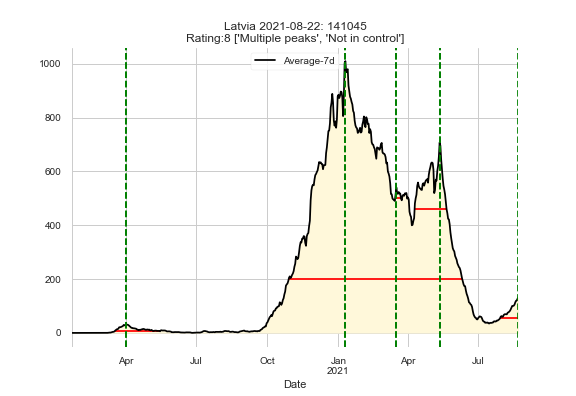 Latvia 2021-08-22: 141045
Rating:8 ['Multiple peaks', 'Not in control']
Average-7d
1000
800
600
400
200
0
Apr Jul Oct Jan Apr Jul
2021
Date